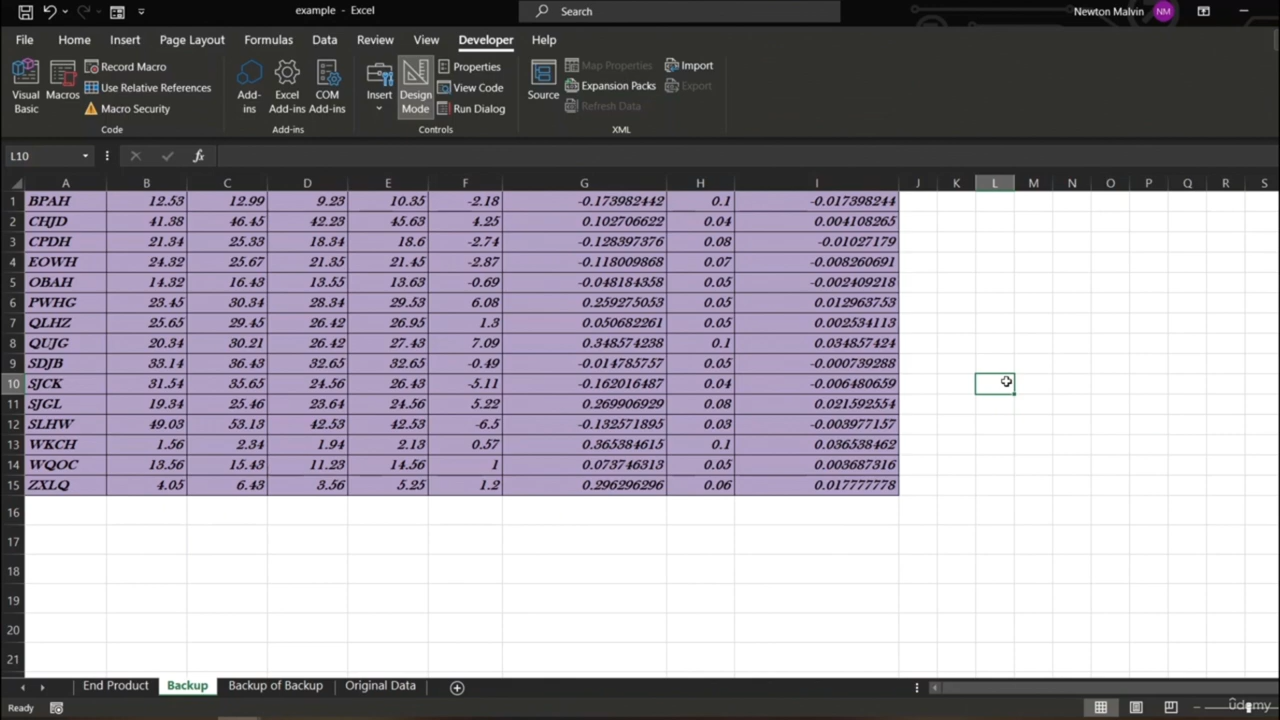 example - Excel
Search
Newton Malvin NM
File Home Insert Page Layout Formulas Data Review View Developer Help
Visual Basic
Macros
Record Macro
Use Relative References
Macro Security
Code
Add-ins
Excel Add-ins
COM Add-ins
Add-ins
Insert
Design Mode
Properties
View Code
Run Dialog
Controls
Source
Map Properties
Expansion Packs
Refresh Data
Import
Export
XML
L10 fx
A B C D E F G H I J K L M N O P Q R S
1 BPAH 12.53 12.99 9.23 10.35 -2.18 -0.173982442 0.1 -0.017398244
2 CHJD 41.38 46.45 42.23 45.63 4.25 0.102706622 0.04 0.004108265
3 CPDH 21.34 25.33 18.34 18.6 -2.74 -0.128397376 0.08 -0.01027179
4 EOWH 24.32 25.67 21.35 21.45 -2.87 -0.118009868 0.07 -0.008260691
5 OBAH 14.32 16.43 13.55 13.63 -0.69 -0.048184358 0.05 -0.002409218
6 PWHG 23.45 30.34 28.34 29.53 6.08 0.259275053 0.05 0.012963753
7 QLHZ 25.65 29.45 26.42 26.95 1.3 0.050682261 0.05 0.002534113
8 QUJG 20.34 30.21 26.42 27.43 7.09 0.348574238 0.1 0.034857424
9 SDJB 33.14 36.43 32.65 32.65 -0.49 -0.014785757 0.05 -0.000739288
10 SJCK 31.54 35.65 24.56 26.43 -5.11 -0.162016487 0.04 -0.006480659
11 SJGL 19.34 25.46 23.64 24.56 5.22 0.269906929 0.08 0.021592554
12 SLHW 49.03 53.13 42.53 42.53 -6.5 -0.132571895 0.03 -0.003977157
13 WKCH 1.56 2.34 1.94 2.13 0.57 0.365384615 0.1 0.036538462
14 WQOC 13.56 15.43 11.23 14.56 1 0.073746313 0.05 0.003687316
15 ZXLQ 4.05 6.43 3.56 5.25 1.2 0.296296296 0.06 0.017777778
16
17
18
19
20
21
End Product Backup Backup of Backup Original Data
Ready
ûdemy